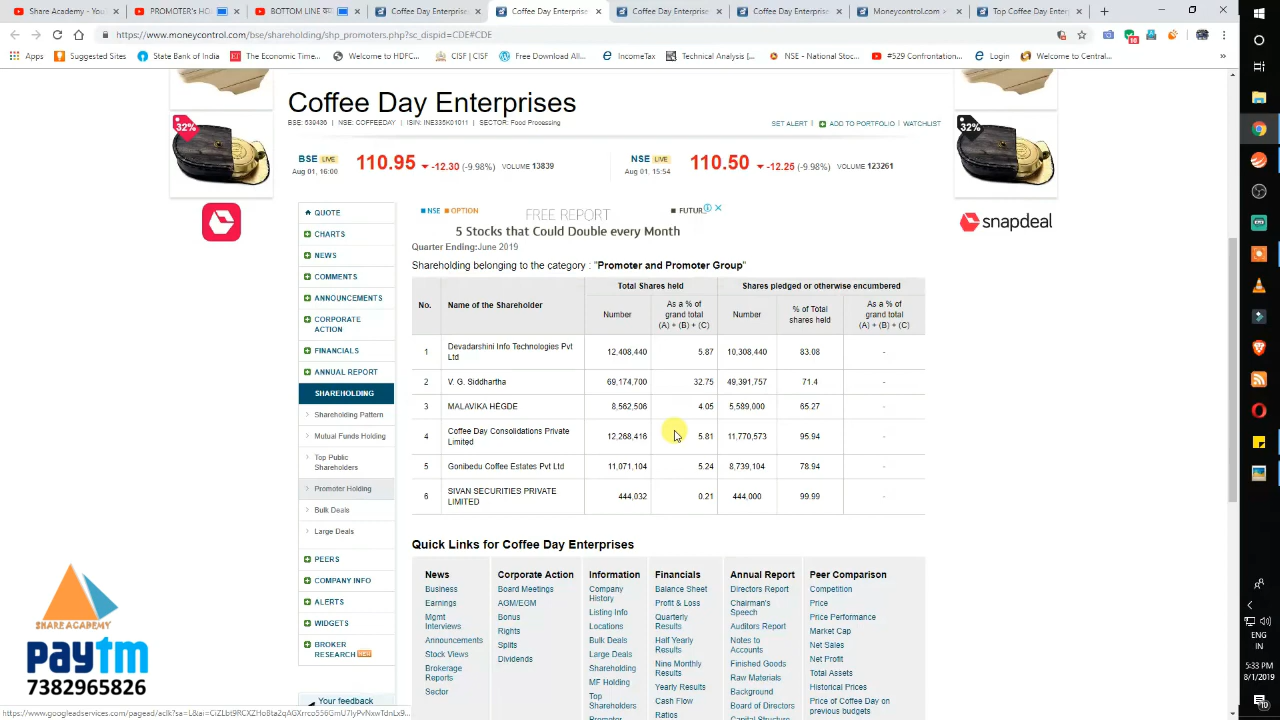 Share Academy - You
PROMOTER's HO
BOTTOM LINE
Coffee Day Enterprises
Coffee Day Enterprise
Coffee Day Enterprise
Coffee Day Enterprises
Moneycontrol.com >
Top Coffee Day Enter
https://www.moneycontrol.com/bse/shareholding/shp_promoters.php?sc_dispid=CDE#CDE
Apps
Suggested Sites
State Bank of India
The Economic Time...
Welcome to HDFC...
CISF | CISF
Free Download Al...
IncomeTax
Technical Analysis |...
NSE - National Stoc...
#529 Confrontation...
Login
Welcome to Central...
Coffee Day Enterprises
BSE: 539436 | NSE: COFFEEDAY | ISIN: INE335K01011 | SECTOR: Food Processing
SET ALERT | ADD TO PORTFOLIO | WATCHLIST
32%
32%
BSE LIVE
Aug 01, 16:00
110.95 -12.30 (-9.98%) VOLUME 13839
NSE LIVE
Aug 01, 15:54
110.50 -12.25 (-9.98%) VOLUME 123261
snapdeal
NSE OPTION
FREE REPORT
FUTUR
5 Stocks that Could Double every Month
Quarter Ending:June 2019
Shareholding belonging to the category : "Promoter and Promoter Group"
QUOTE
CHARTS
NEWS
COMMENTS
ANNOUNCEMENTS
CORPORATE
ACTION
FINANCIALS
ANNUAL REPORT
SHAREHOLDING
Shareholding Pattern
Mutual Funds Holding
Top Public
Shareholders
Promoter Holding
Bulk Deals
Large Deals
PEERS
COMPANY INFO
ALERTS
WIDGETS
BROKER
RESEARCH
Your feedback
Total Shares held
Shares pledged or otherwise encumbered
No.
Name of the Shareholder
Number
As a % of
grand total
(A) + (B) + (C)
Number
% of Total
shares held
As a % of
grand total
(A) + (B) + (C)
1 Devadarshini Info Technologies Pvt
Ltd 12,408,440 5.87 10,308,440 83.08 -
2 V. G. Siddhartha 69,174,700 32.75 49,391,757 71.4 -
3 MALAVIKA HEGDE 8,562,506 4.05 5,589,000 65.27 -
4 Coffee Day Consolidations Private
Limited 12,268,416 5.81 11,770,573 95.94 -
5 Gonibedu Coffee Estates Pvt Ltd 11,071,104 5.24 8,739,104 78.94 -
6 SIVAN SECURITIES PRIVATE
LIMITED 444,032 0.21 444,000 99.99 -
Quick Links for Coffee Day Enterprises
News
Business
Earnings
Mgmt
Interviews
Announcements
Stock Views
Brokerage
Reports
Sector
Corporate Action
Board Meetings
AGM/EGM
Bonus
Rights
Splits
Dividends
Information
Company
History
Listing Info
Locations
Bulk Deals
Large Deals
Shareholding
MF Holding
Top
Shareholders
Promoter
Financials
Balance Sheet
Profit & Loss
Quarterly
Results
Half Yearly
Results
Nine Monthly
Results
Yearly Results
Cash Flow
Ratios
Annual Report
Directors Report
Chairman's
Speech
Auditors Report
Notes to
Accounts
Finished Goods
Raw Materials
Background
Board of Directors
Capital Structure
Peer Comparison
Competition
Price
Price Performance
Market Cap
Net Sales
Net Profit
Total Assets
Historical Prices
Price of Coffee Day on
previous budgets
SHARE ACADEMY
paytm
7382965826
ENG
IN
5:33 PM
8/1/2019